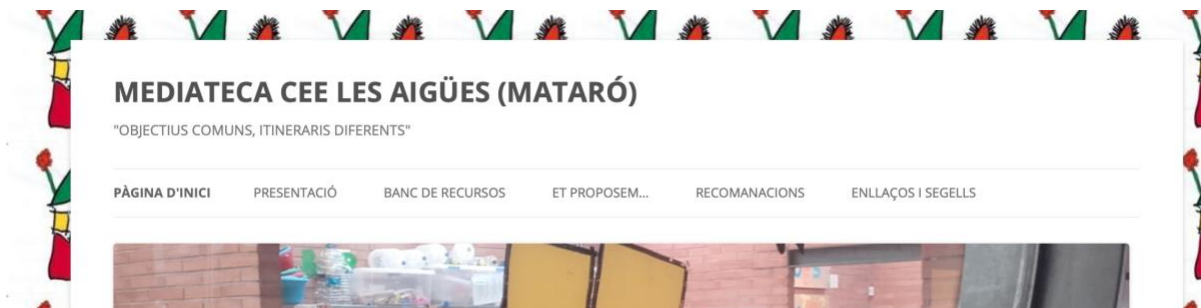 MEDIATECA CEE LES AIGÜES (MATARÓ)
"OBJECTIUS COMUNS, ITINERARIS DIFERENTS"
PÀGINA D'INICI PRESENTACIÓ BANC DE RECURSOS ET PROPOSEM... RECOMANACIONS ENLLAÇOS I SEGELLS